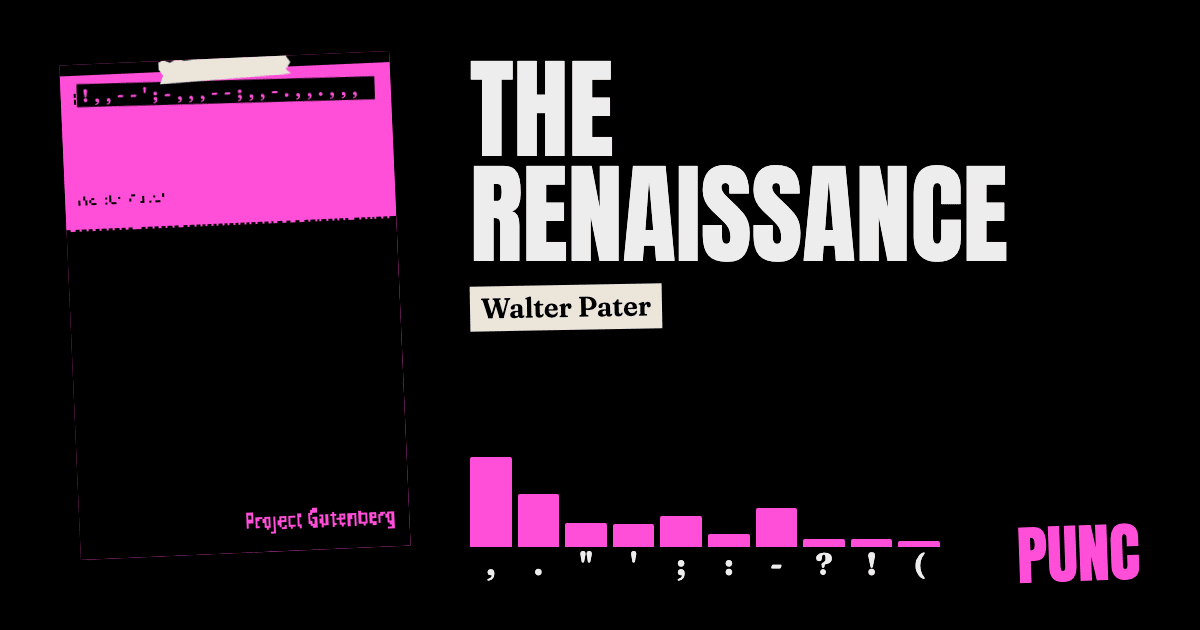 :!,,--';-,,,--;,,-.,,.,,,
Project Gutenberg
THE
RENAISSANCE
Walter Pater
, . " ' ; : - ? ! (
PUNC